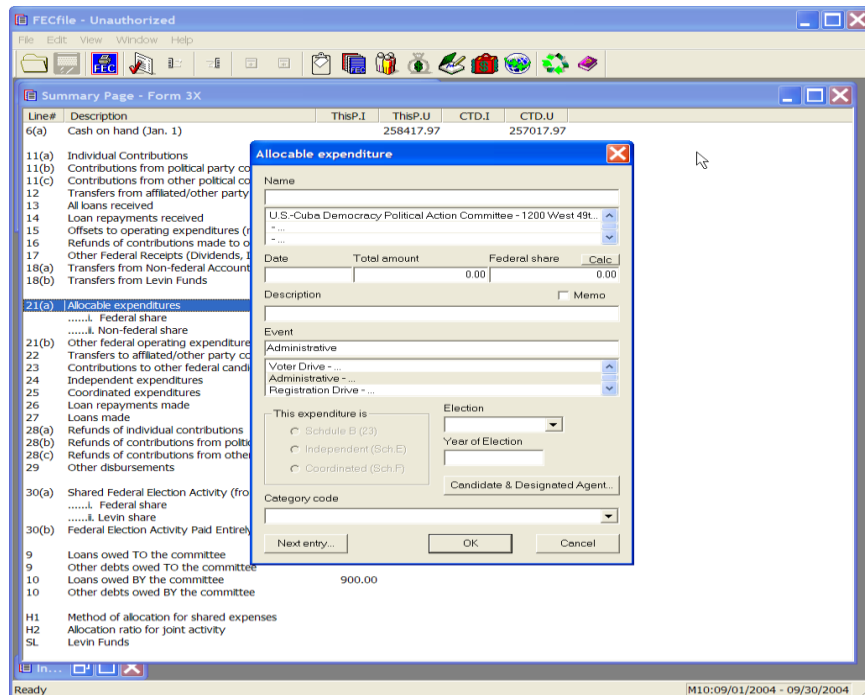 FECfile - Unauthorized
File Edit View Window Help
FEC FEC
Summary Page - Form 3X
Line# Description ThisP.I ThisP.U CTD.I CTD.U
6(a) Cash on hand (Jan. 1) 258417.97 257017.97
11(a) Individual Contributions
11(b) Contributions from political party co
11(c) Contributions from other political co
12 Transfers from affiliated/other party
13 All loans received
14 Loan repayments received
15 Offsets to operating expenditures (r
16 Refunds of contributions made to o
17 Other Federal Receipts (Dividends, I
18(a) Transfers from Non-federal Account
18(b) Transfers from Levin Funds
21(a) Allocable expenditures
......i. Federal share
......ii. Non-federal share
21(b) Other federal operating expenditure
22 Transfers to affiliated/other party co
23 Contributions to other federal candi
24 Independent expenditures
25 Coordinated expenditures
26 Loan repayments made
27 Loans made
28(a) Refunds of individual contributions
28(b) Refunds of contributions from politic
28(c) Refunds of contributions from other
29 Other disbursements
30(a) Shared Federal Election Activity (fro
......i. Federal share
......ii. Levin share
30(b) Federal Election Activity Paid Entirely
9 Loans owed TO the committee
9 Other debts owed TO the committee
10 Loans owed BY the committee 900.00
10 Other debts owed BY the committee
H1 Method of allocation for shared expenses
H2 Allocation ratio for joint activity
SL Levin Funds
Allocable expenditure
Name
U.S.-Cuba Democracy Political Action Committee - 1200 West 49t...
- ...
- ...
Date Total amount Federal share Calc
0.00 0.00
Description Memo
Event
Administrative
Voter Drive - ...
Administrative - ...
Registration Drive - ...
This expenditure is
Schdule B (23)
Independent (Sch.E)
Coordinated (Sch.F)
Election
Year of Election
Candidate & Designated Agent...
Category code
Next entry... OK Cancel
In...
Ready M10:09/01/2004 - 09/30/2004